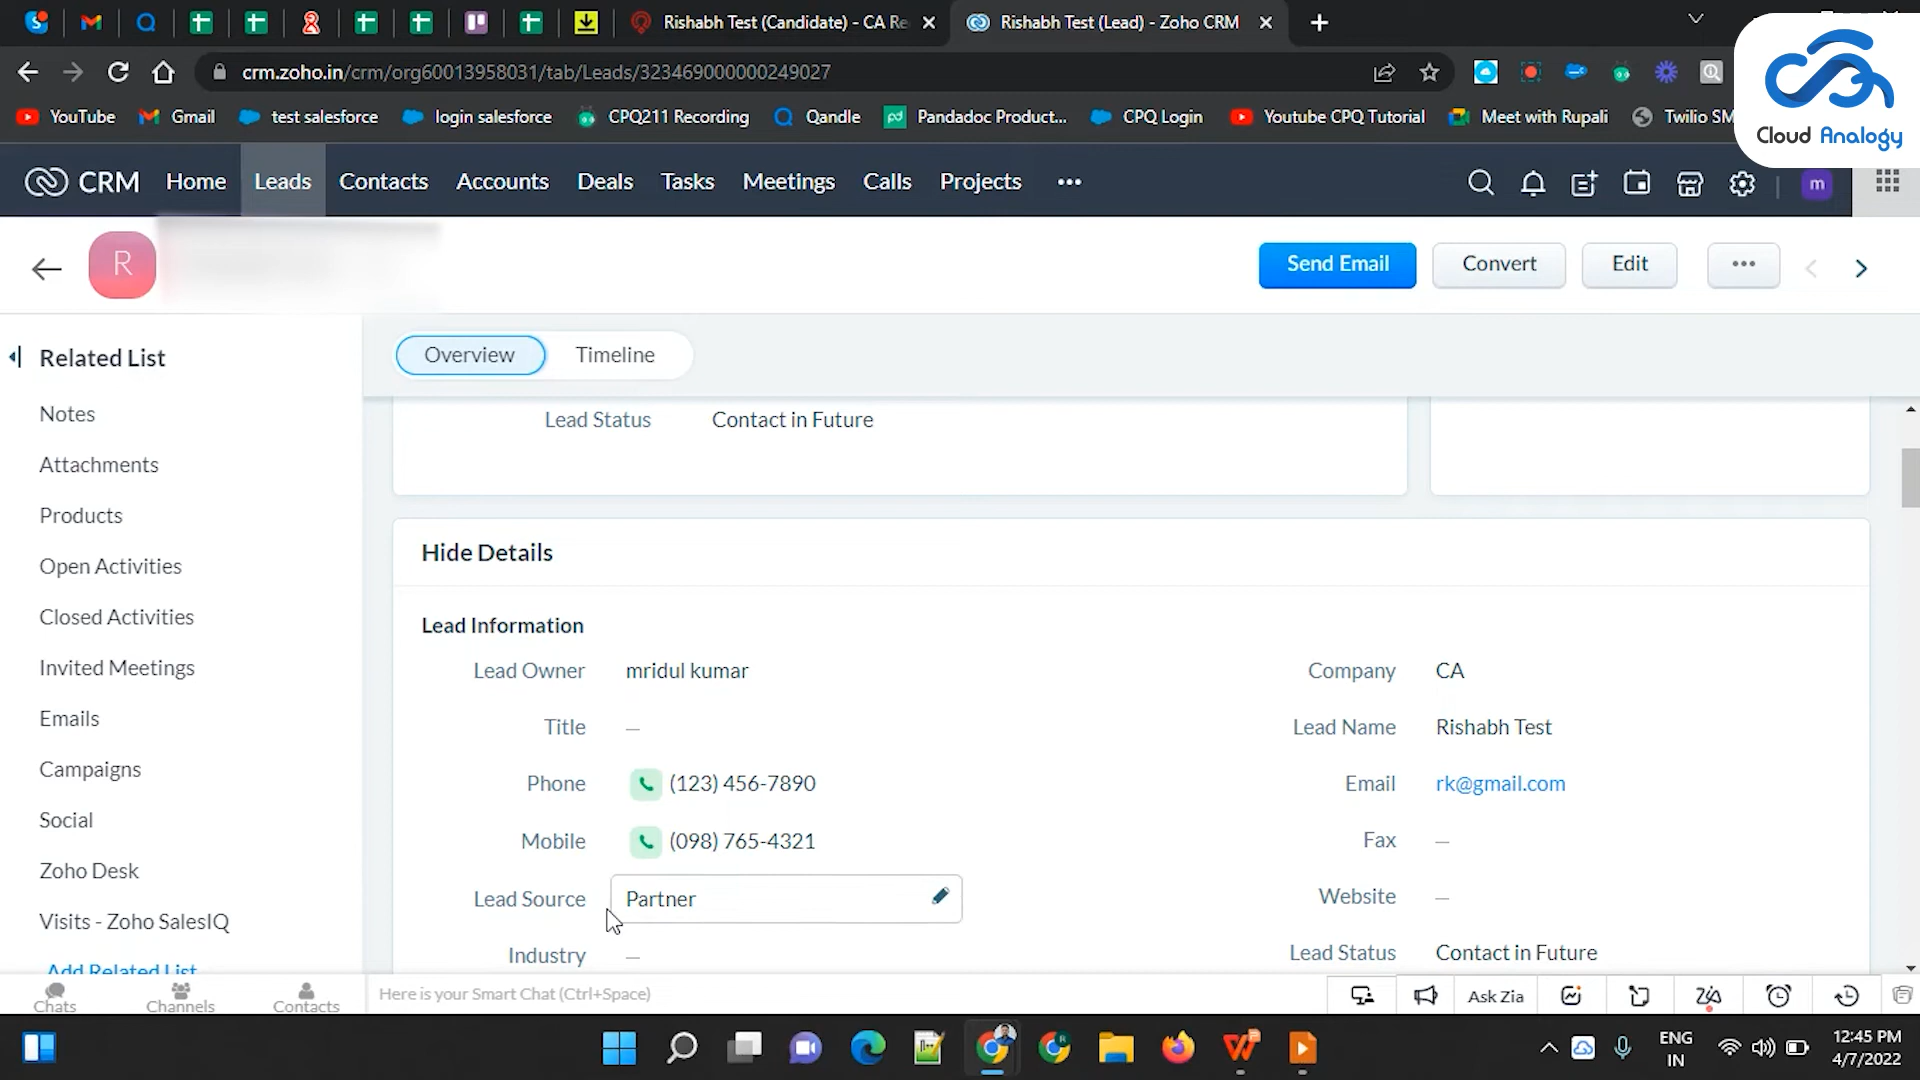 Rishabh Test (Candidate) - CA Re
Rishabh Test (Lead) - Zoho CRM
crm.zoho.in/crm/org60013958031/tab/Leads/323469000000249027
YouTube
Gmail
test salesforce
login salesforce
CPQ211 Recording
Qandle
Pandadoc Product...
CPQ Login
Youtube CPQ Tutorial
Meet with Rupali
Twilio SM
Cloud Analogy
CRM
Home
Leads
Contacts
Accounts
Deals
Tasks
Meetings
Calls
Projects
m
R
Send Email
Convert
Edit
Related List
Overview
Timeline
Notes
Lead Status Contact in Future
Attachments
Products
Open Activities
Hide Details
Closed Activities
Lead Information
Invited Meetings
Lead Owner mridul kumar
Company CA
Emails
Title —
Lead Name Rishabh Test
Campaigns
Phone (123) 456-7890
Email rk@gmail.com
Social
Mobile (098) 765-4321
Fax —
Zoho Desk
Lead Source Partner
Website —
Visits - Zoho SalesIQ
Industry —
Lead Status Contact in Future
Add Related List
Chats
Channels
Contacts
Here is your Smart Chat (Ctrl+Space)
Ask Zia
ENG
IN
12:45 PM
4/7/2022